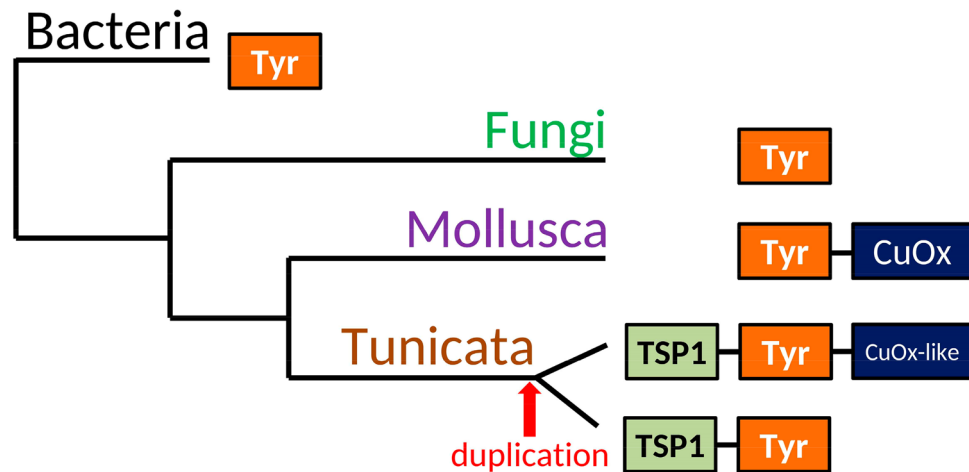 Bacteria
Tyr
Fungi
Tyr
Mollusca
Tyr CuOx
Tunicata
TSP1 Tyr CuOx-like
duplication
TSP1 Tyr